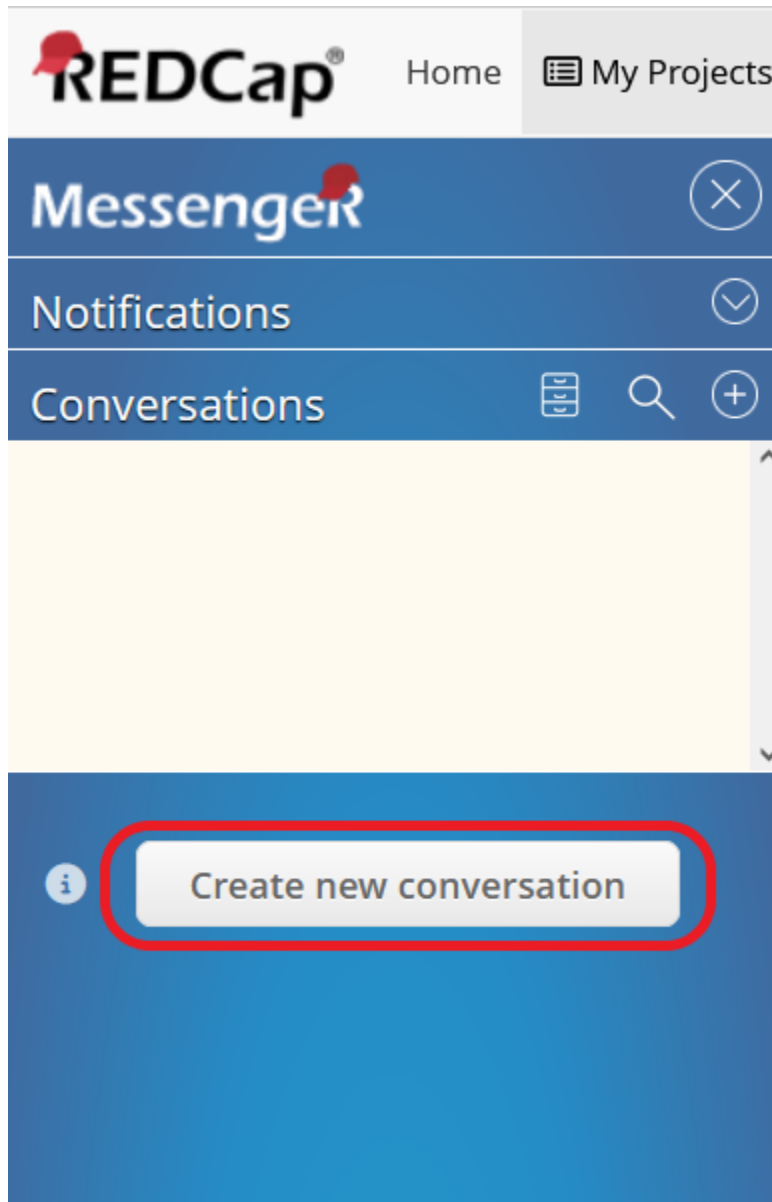 REDCap® Home My Projects
MessengeR
Notifications
Conversations
Create new conversation